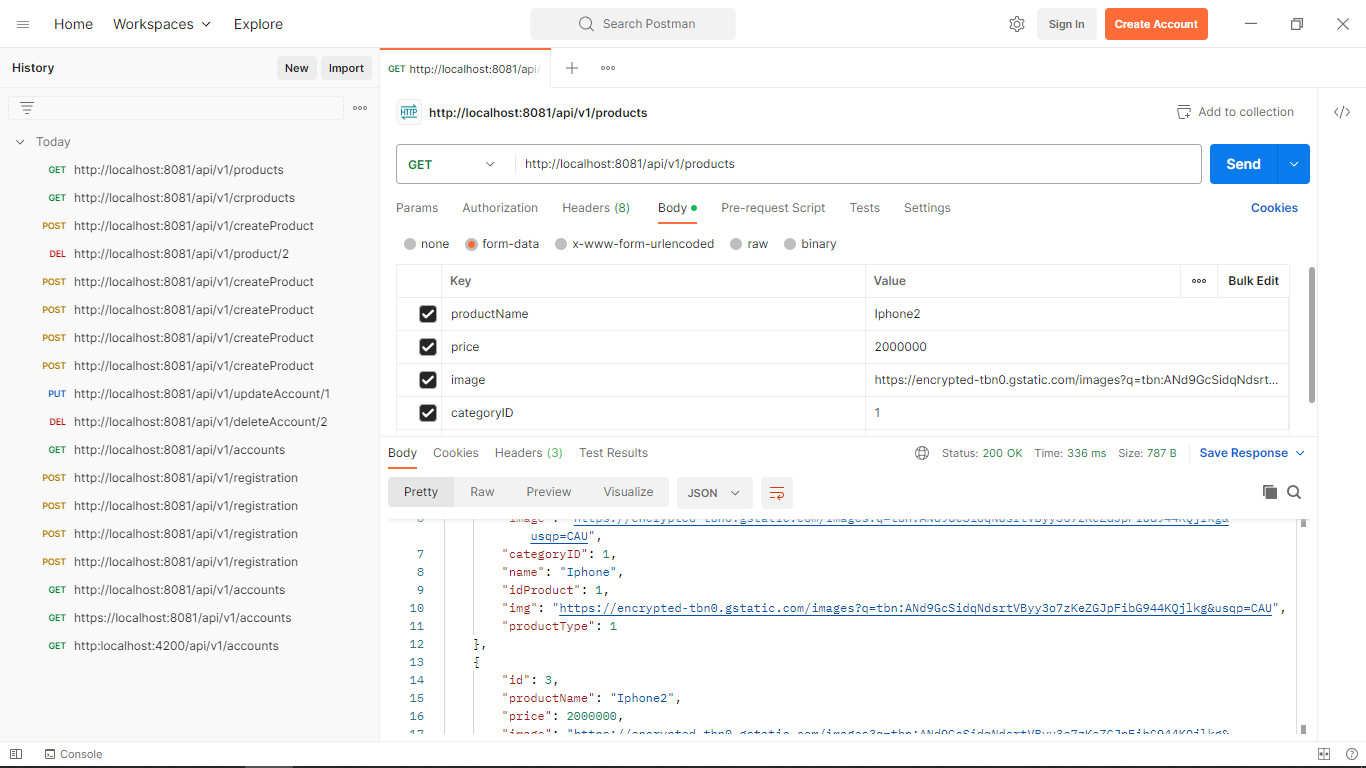 Home Workspaces Explore Search Postman Sign In Create Account
History New Import
Today
GET http://localhost:8081/api/v1/products
GET http://localhost:8081/api/v1/crproducts
POST http://localhost:8081/api/v1/createProduct
DEL http://localhost:8081/api/v1/product/2
POST http://localhost:8081/api/v1/createProduct
POST http://localhost:8081/api/v1/createProduct
POST http://localhost:8081/api/v1/createProduct
POST http://localhost:8081/api/v1/createProduct
PUT http://localhost:8081/api/v1/updateAccount/1
DEL http://localhost:8081/api/v1/deleteAccount/2
GET http://localhost:8081/api/v1/accounts
POST http://localhost:8081/api/v1/registration
POST http://localhost:8081/api/v1/registration
POST http://localhost:8081/api/v1/registration
POST http://localhost:8081/api/v1/registration
GET http://localhost:8081/api/v1/accounts
GET https://localhost:8081/api/v1/accounts
GET http:localhost:4200/api/v1/accounts
GET http://localhost:8081/api/
HTTP http://localhost:8081/api/v1/products Add to collection
GET http://localhost:8081/api/v1/products Send
Params Authorization Headers (8) Body Pre-request Script Tests Settings Cookies
none form-data x-www-form-urlencoded raw binary
Key Value Bulk Edit
productName Iphone2
price 2000000
image https://encrypted-tbn0.gstatic.com/images?q=tbn:ANd9GcSidqNdsrt...
categoryID 1
Body Cookies Headers (3) Test Results Status: 200 OK Time: 336 ms Size: 787 B Save Response
Pretty Raw Preview Visualize JSON
6 "image": "https://encrypted-tbn0.gstatic.com/images?q=tbn:ANd9GcSidqNdsrtVByy3o7zKeZGJpFibG944KQjlkg&
usqp=CAU",
7 "categoryID": 1,
8 "name": "Iphone",
9 "idProduct": 1,
10 "img": "https://encrypted-tbn0.gstatic.com/images?q=tbn:ANd9GcSidqNdsrtVByy3o7zKeZGJpFibG944KQjlkg&usqp=CAU",
11 "productType": 1
12 },
13 {
14 "id": 3,
15 "productName": "Iphone2",
16 "price": 2000000,
17 "image": "https://encrypted-tbn0.gstatic.com/images?q=tbn:ANd9GcSidqNdsrtVByy3o7zKeZGJpFibG944KQjlkg&
Console